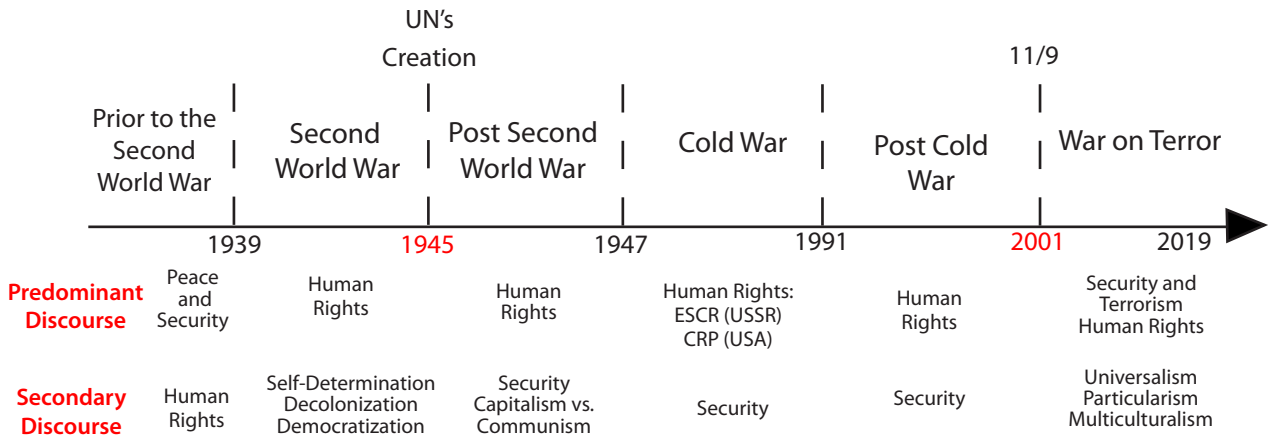 UN's
Creation
11/9
Prior to the
Second
World War
Second
World War
Post Second
World War
Cold War
Post Cold
War
War on Terror
1939
1945
1947
1991
2001
2019
Predominant
Discourse
Peace
and
Security
Human
Rights
Human
Rights
Human Rights:
ESCR (USSR)
CRP (USA)
Human
Rights
Security and
Terrorism
Human Rights
Secondary
Discourse
Human
Rights
Self-Determination
Decolonization
Democratization
Security
Capitalism vs.
Communism
Security
Security
Universalism
Particularism
Multiculturalism